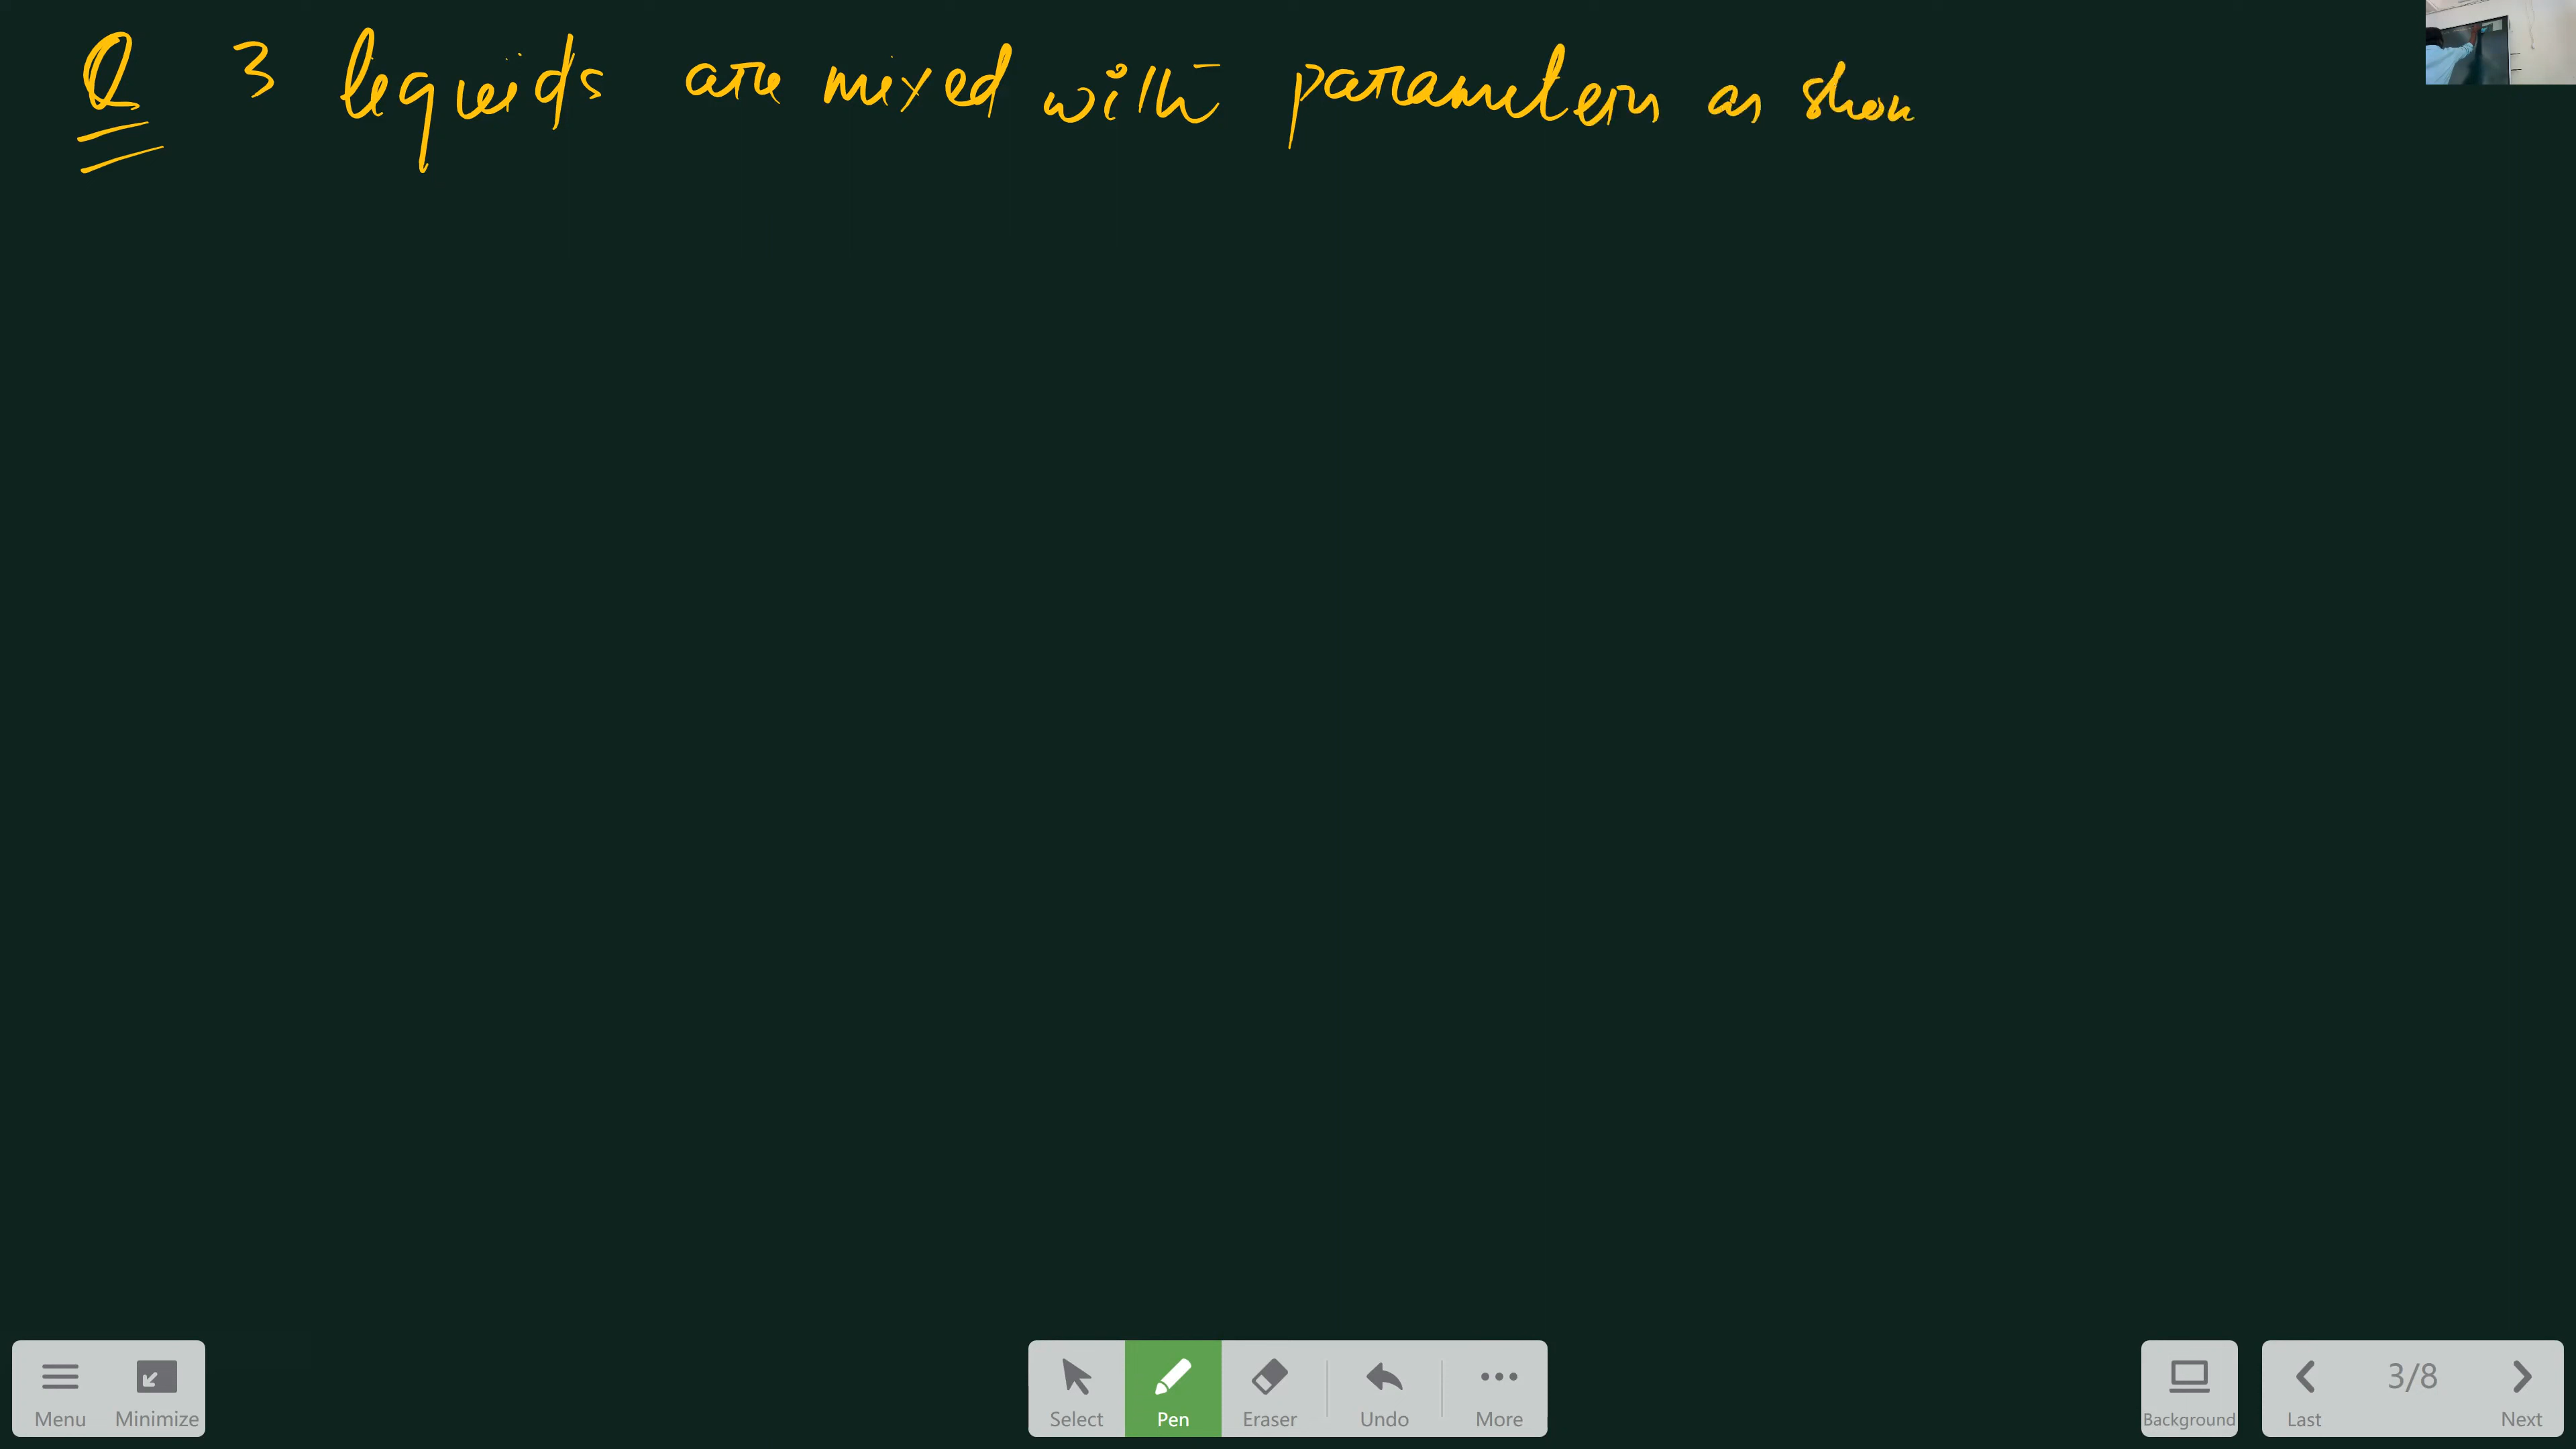 Q 3 liquids are mixed with parameters as show
Menu Minimize Select Pen Eraser Undo More Background Last 3/8 Next